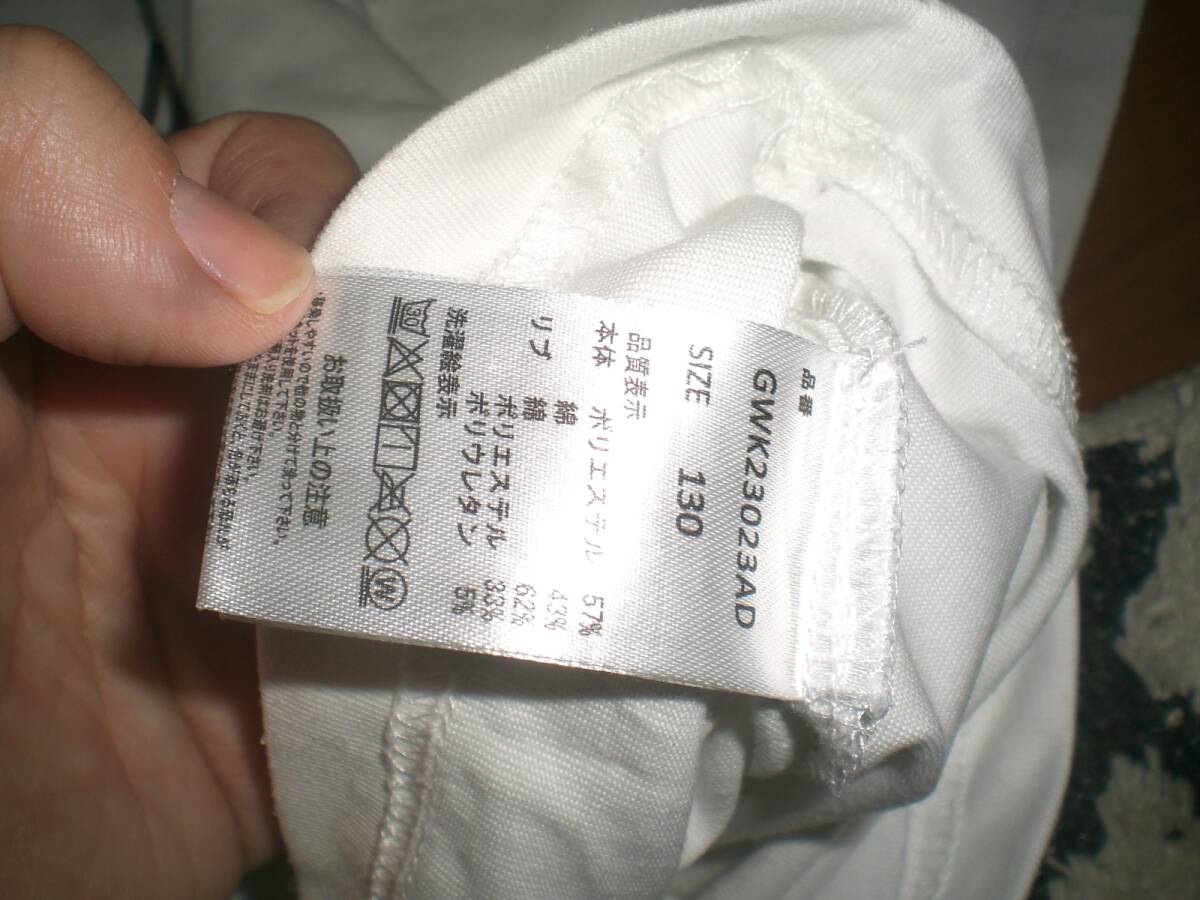 品番
GWK23023AD
SIZE 130
品質表示
本体 ポリエステル 57%
綿 43%
リブ 綿 62%
ポリエステル 33%
ポリウレタン 5%
洗濯絵表示
30
W
お取扱い上の注意